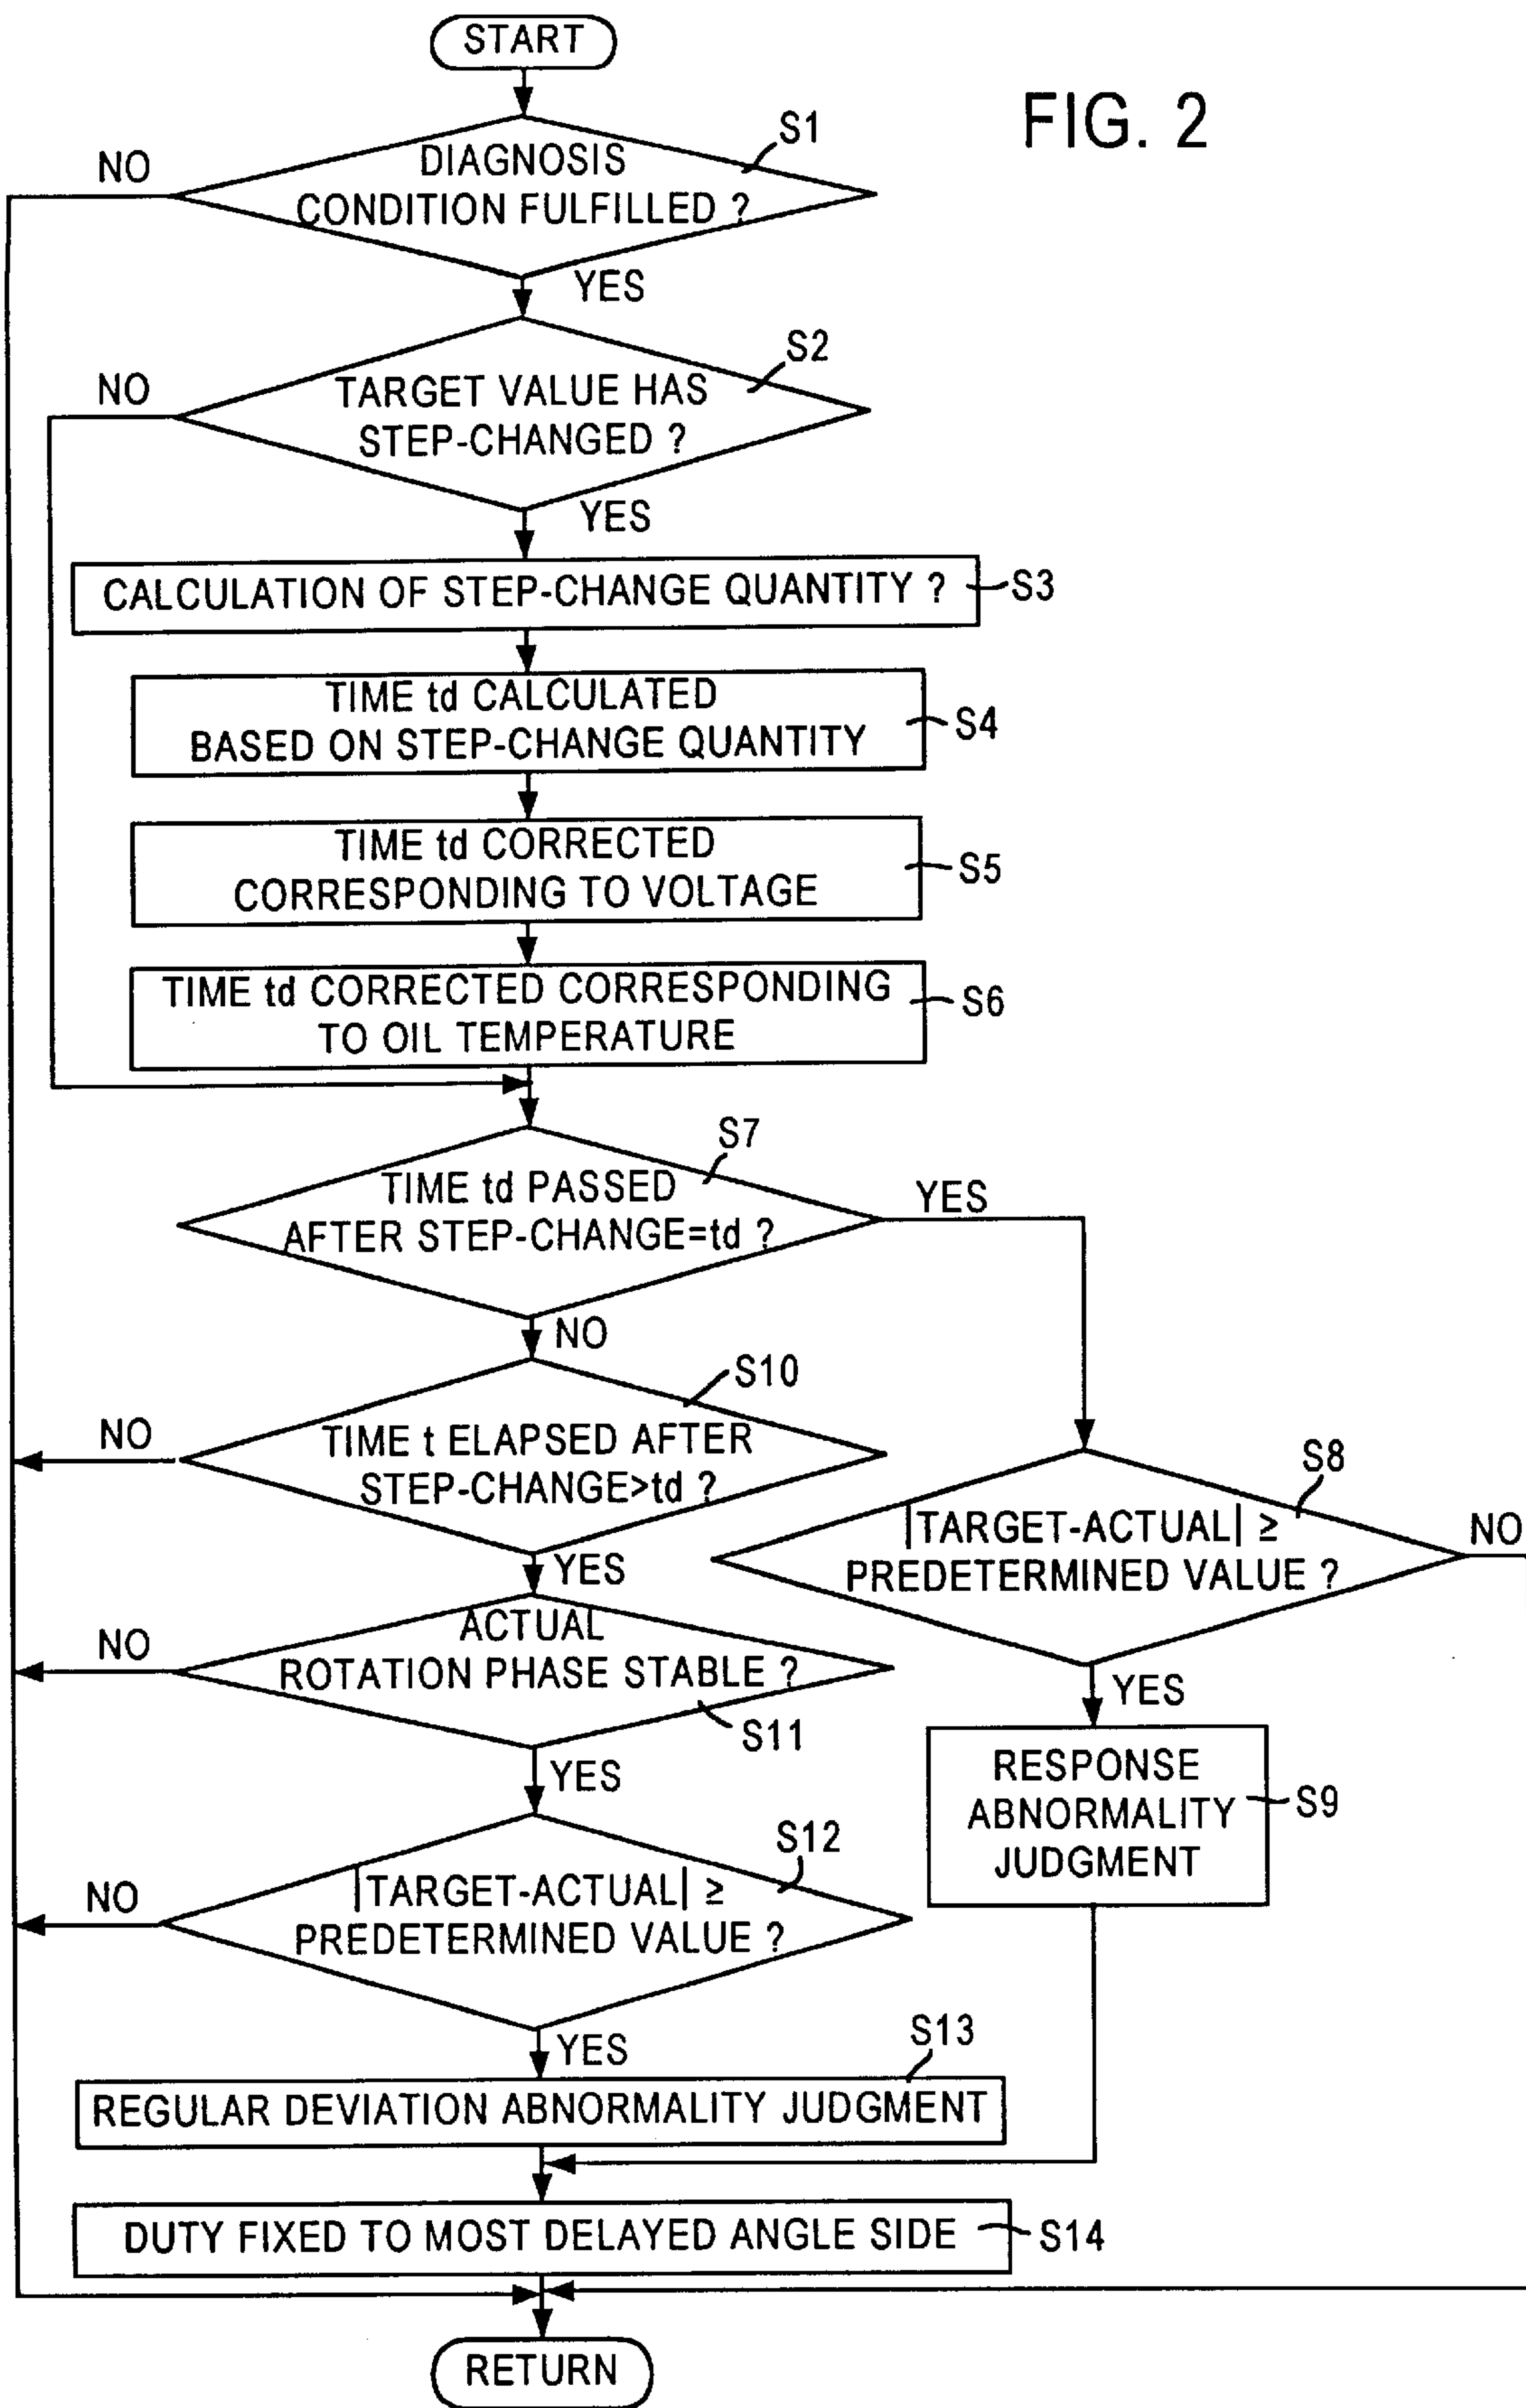 START
FIG. 2
S1
NO
DIAGNOSIS
CONDITION FULFILLED ?
YES
S2
NO
TARGET VALUE HAS
STEP-CHANGED ?
YES
CALCULATION OF STEP-CHANGE QUANTITY ?
S3
TIME td CALCULATED
BASED ON STEP-CHANGE QUANTITY
S4
TIME td CORRECTED
CORRESPONDING TO VOLTAGE
S5
TIME td CORRECTED CORRESPONDING
TO OIL TEMPERATURE
S6
S7
TIME td PASSED
AFTER STEP-CHANGE=td ?
YES
NO
S10
NO
TIME t ELAPSED AFTER
STEP-CHANGE>td ?
YES
S8
|TARGET-ACTUAL| ≥
PREDETERMINED VALUE ?
NO
YES
NO
ACTUAL
ROTATION PHASE STABLE ?
S11
YES
RESPONSE
ABNORMALITY
JUDGMENT
S9
S12
NO
|TARGET-ACTUAL| ≥
PREDETERMINED VALUE ?
YES
S13
REGULAR DEVIATION ABNORMALITY JUDGMENT
DUTY FIXED TO MOST DELAYED ANGLE SIDE
S14
RETURN